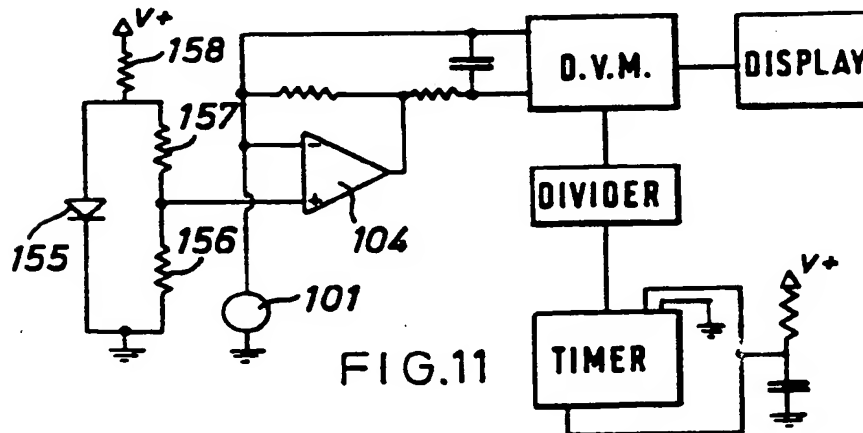 V+
158
157
155
156
101
-
+
104
D.V.M.
DISPLAY
DIVIDER
TIMER
V+
FIG.11